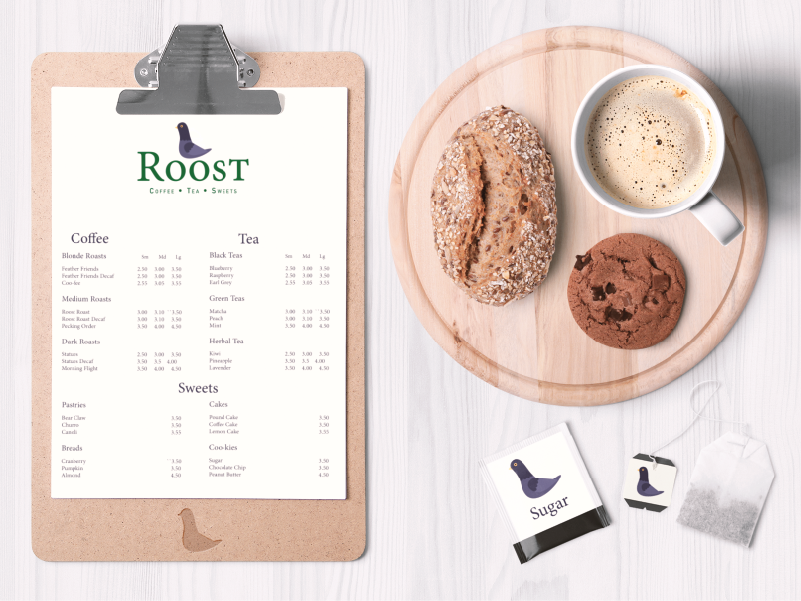 ROOST
COFFEE • TEA • SWEETS
Coffee
Blonde Roasts Sm Md Lg
Feather Friends 2.50 3.00 3.50
Feather Friends Decaf 2.50 3.00 3.50
Coo-fee 2.55 3.05 3.55
Medium Roasts
Roos Roost 3.00 3.10 3.50
Roos Roost Decaf 3.00 3.10 3.50
Pecking Order 3.50 4.00 4.50
Dark Roasts
Statues 2.50 3.00 3.50
Statues Decaf 3.50 3.5 4.00
Morning Flight 3.50 4.00 4.50
Tea
Black Teas Sm Md Lg
Blueberry 2.50 3.00 3.50
Raspberry 2.50 3.00 3.50
Earl Grey 2.55 3.05 3.55
Green Teas
Matcha 3.00 3.10 3.50
Peach 3.00 3.10 3.50
Mint 3.50 4.00 4.50
Herbal Tea
Kiwi 2.50 3.00 3.50
Pineapple 3.50 3.5 4.00
Lavender 3.50 4.00 4.50
Sweets
Pastries
Bear Claw 3.50
Churro 3.50
Canoli 3.55
Breads
Cranberry 3.50
Pumpkin 3.50
Almond 4.50
Cakes
Pound Cake 3.50
Coffee Cake 3.50
Lemon Cake 3.55
Coo-kies
Sugar 3.50
Chocolate Chip 3.50
Peanut Butter 4.50
Sugar